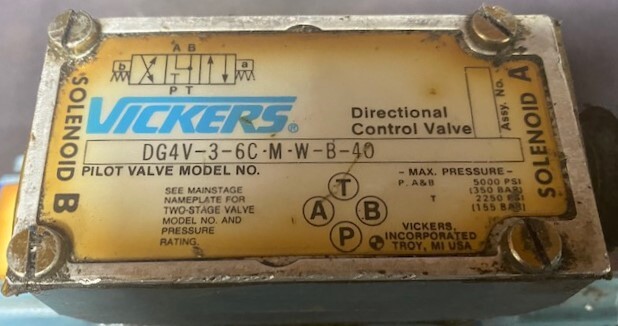 A B
b a
P T
VICKERS®
Directional
Control Valve
Assy. No.
SOLENOID A
SOLENOID B
DG4V-3-6C-M-W-B-40
PILOT VALVE MODEL NO.
- MAX. PRESSURE -
P. A&B 5000 PSI
(350 BAR)
T 2250 PSI
(155 BAR)
SEE MAINSTAGE
NAMEPLATE FOR
TWO-STAGE VALVE
MODEL NO. AND
PRESSURE
RATING
T
A B
P
VICKERS,
INCORPORATED
TROY, MI USA